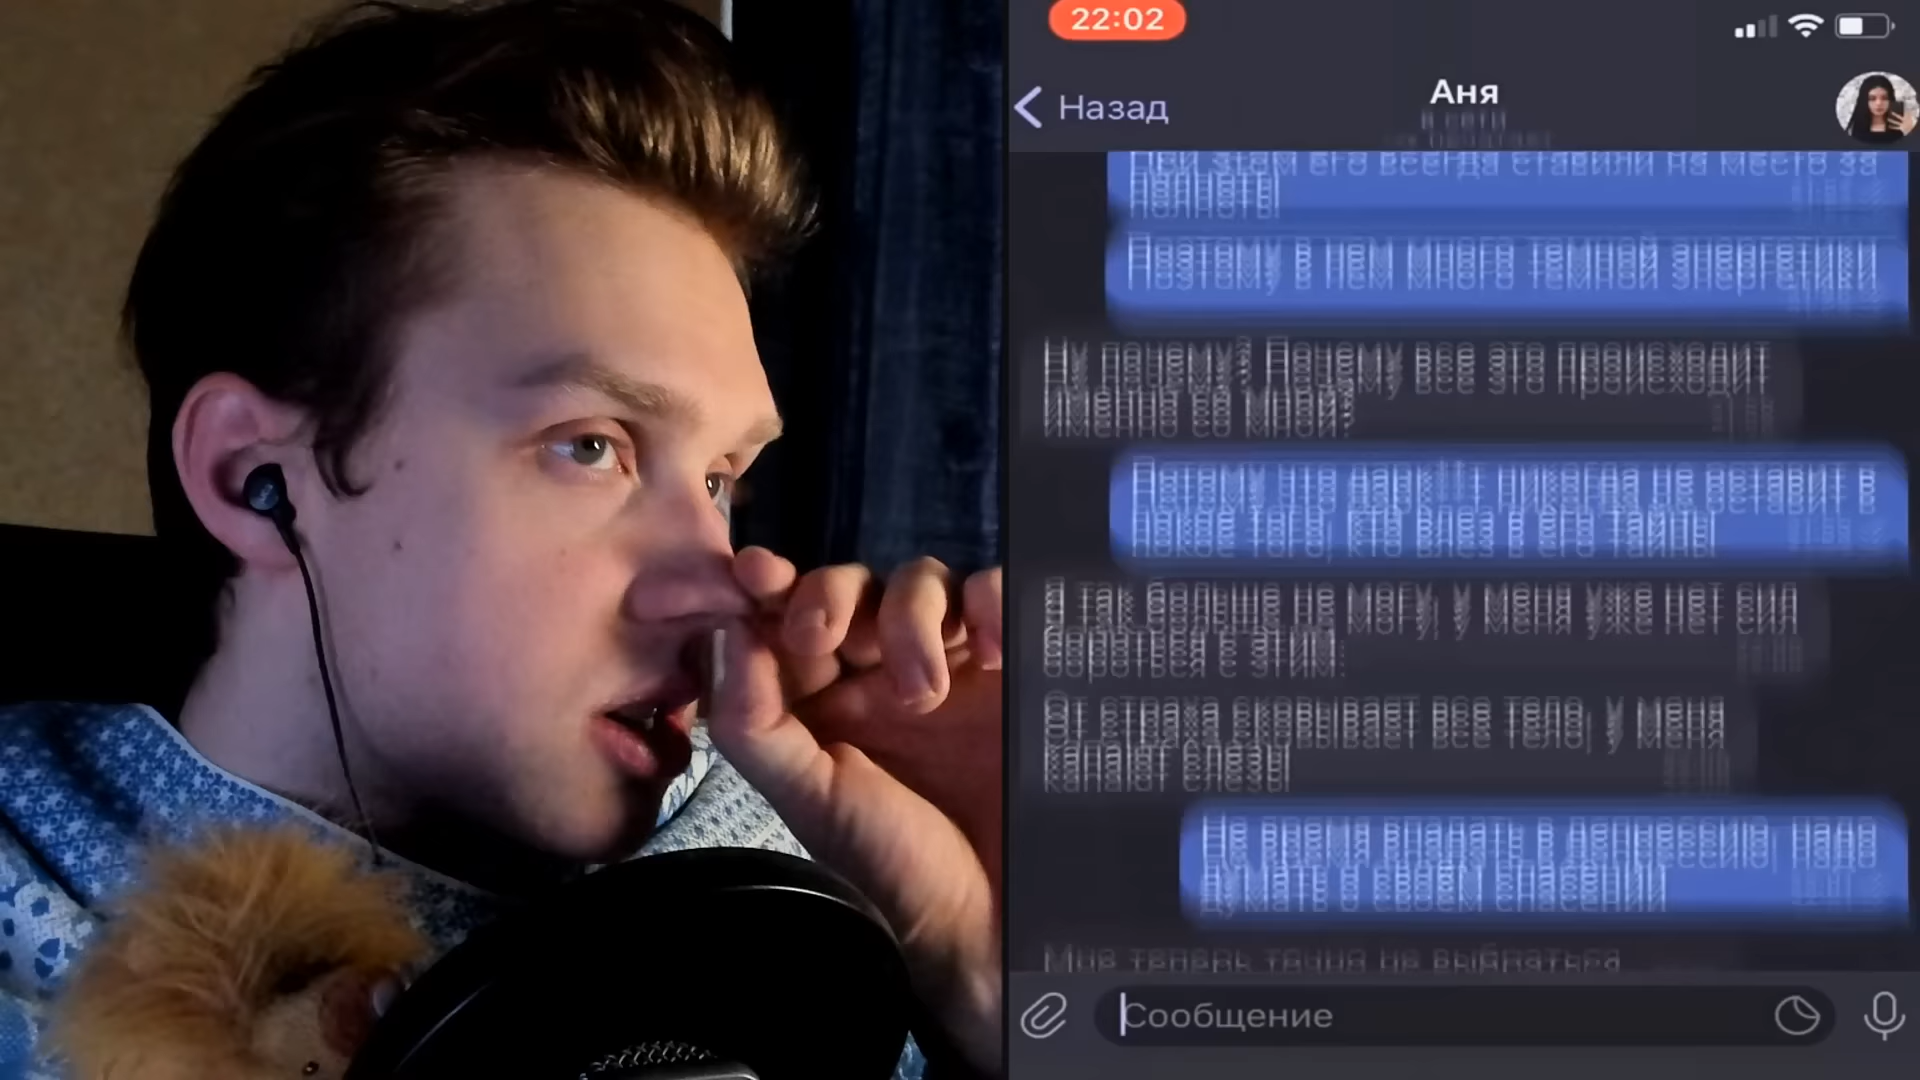 22:02
Назад
Аня
в сети
При этом его всегда ставили на место за
полноты
Поэтому в нем много темной энергетики
Ну почему? Почему все это происходит
именно со мной?
Потому что никогда не оставит в
покое того, кто влез в его тайны
Я так больше не могу, у меня уже нет сил
бороться с этим.
От страха сковывает все тело, у меня
капают слезы
Не время впадать в депрессию, надо
думать о своем спасении
Мне теперь точно не выбраться
Сообщение